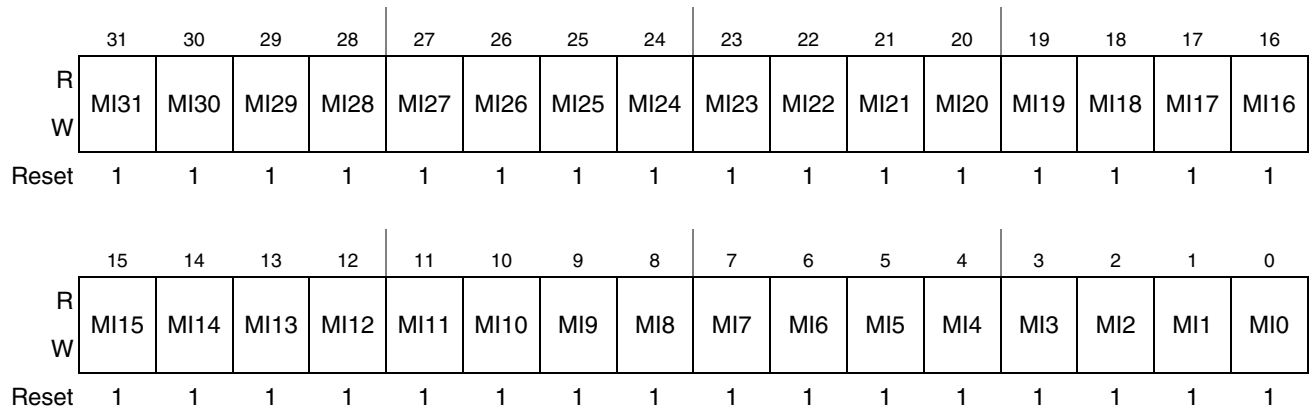 31 30 29 28 27 26 25 24 23 22 21 20 19 18 17 16
R
MI31 MI30 MI29 MI28 MI27 MI26 MI25 MI24 MI23 MI22 MI21 MI20 MI19 MI18 MI17 MI16
W
Reset 1 1 1 1 1 1 1 1 1 1 1 1 1 1 1 1
15 14 13 12 11 10 9 8 7 6 5 4 3 2 1 0
R
MI15 MI14 MI13 MI12 MI11 MI10 MI9 MI8 MI7 MI6 MI5 MI4 MI3 MI2 MI1 MI0
W
Reset 1 1 1 1 1 1 1 1 1 1 1 1 1 1 1 1